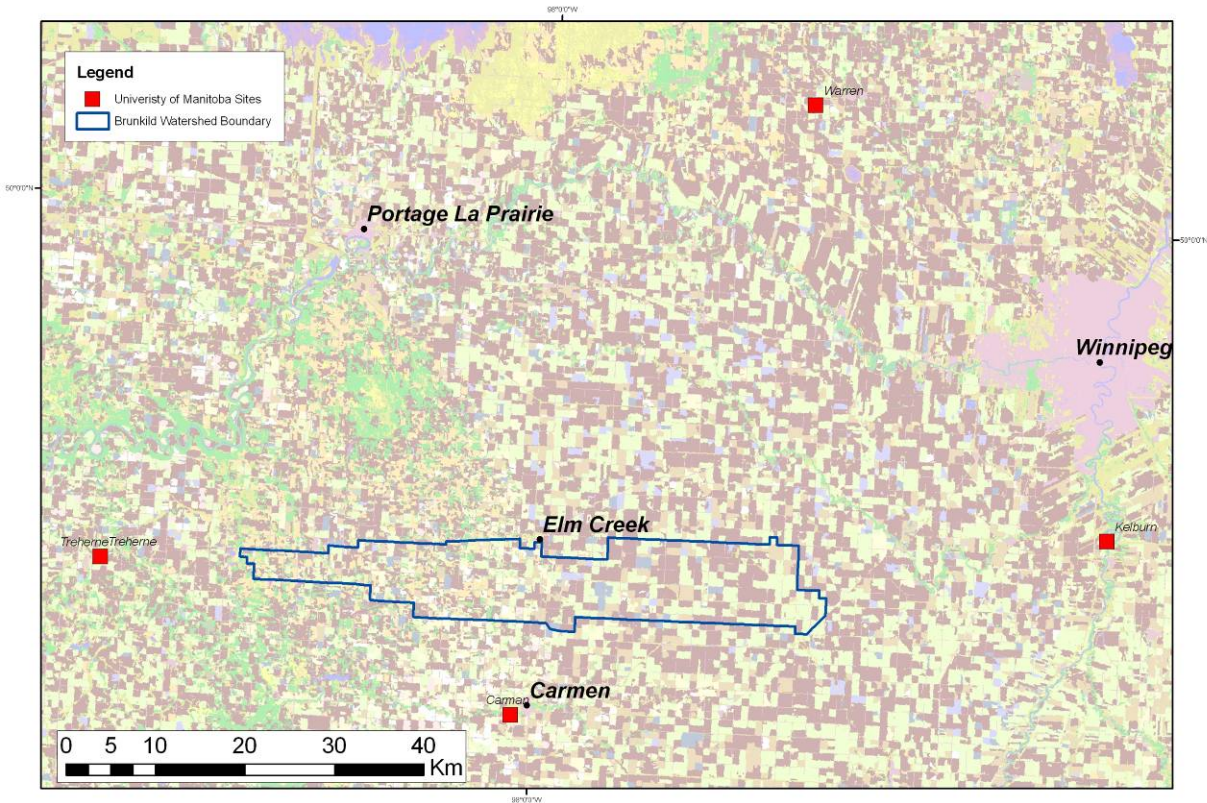 98°0'0"W
Legend
Univeristy of Manitoba Sites
Brunkild Watershed Boundary
Warren
50°0'0"N
Portage La Prairie
50°0'0"N
Winnipeg
Elm Creek
Kelburn
TreherneTreherne
Carmen
Carman
0 5 10 20 30 40
Km
98°0'0"W